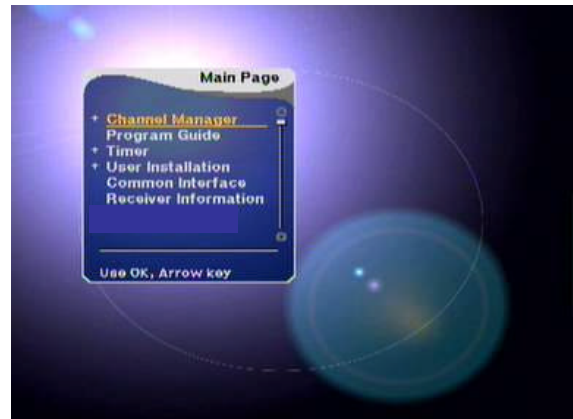 Main Page
+ Channel Manager
Program Guide
+ Timer
+ User Installation
Common Interface
Receiver Information
Use OK, Arrow key